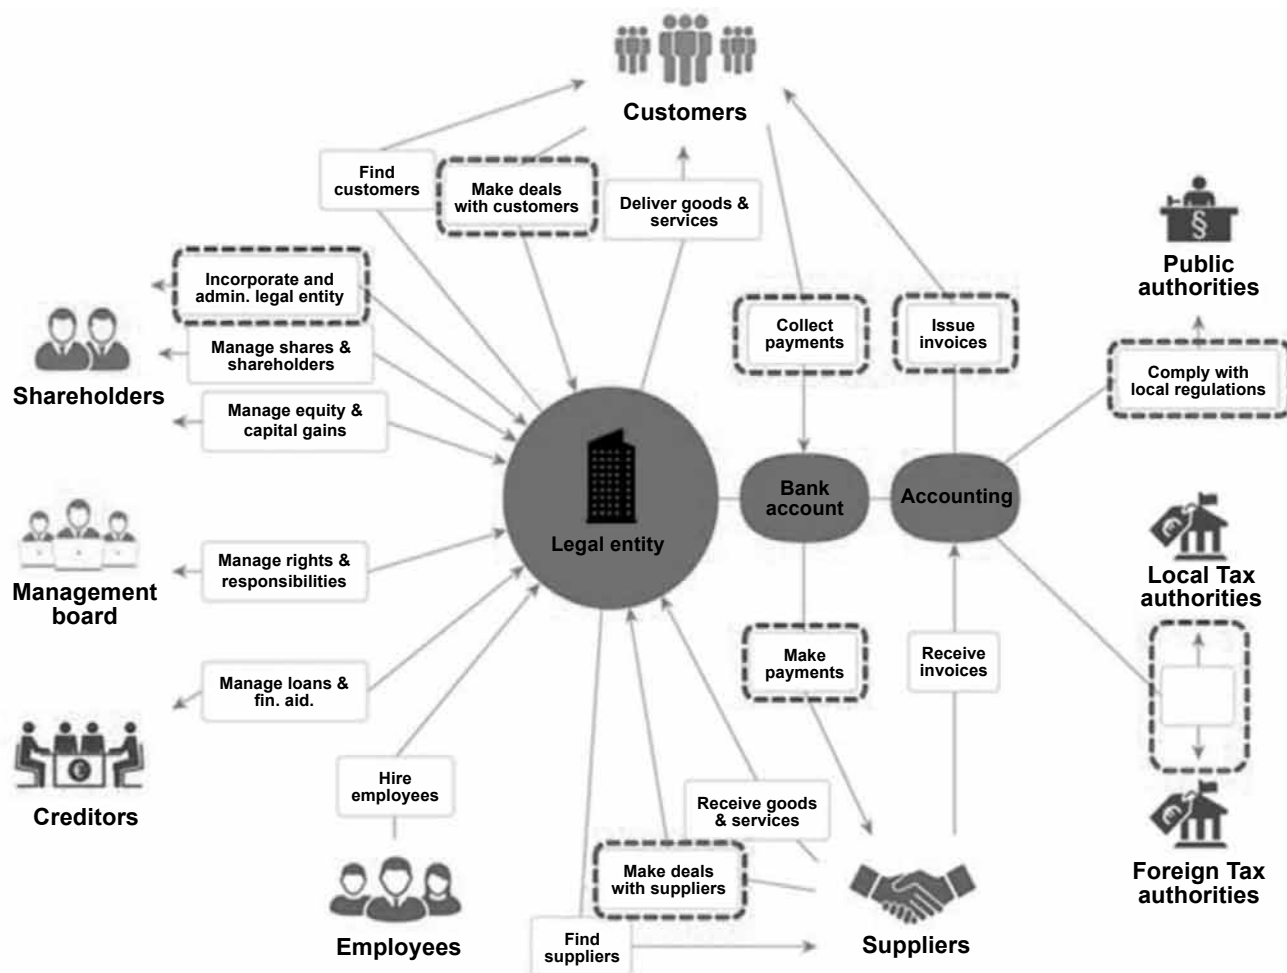 Customers
Find
customers
Make deals
with customers
Deliver goods &
services
§
Public
authorities
Incorporate and
admin. legal entity
Collect
payments
Issue
invoices
Manage shares &
shareholders
Comply with
local regulations
Shareholders
Manage equity &
capital gains
Bank
account
Accounting
Legal entity
Manage rights &
responsibilities
Management
board
Local Tax
authorities
Make
payments
Receive
invoices
Manage loans &
fin. aid.
Hire
employees
Receive goods
& services
Creditors
Make deals
with suppliers
Foreign Tax
authorities
Employees
Find
suppliers
Suppliers